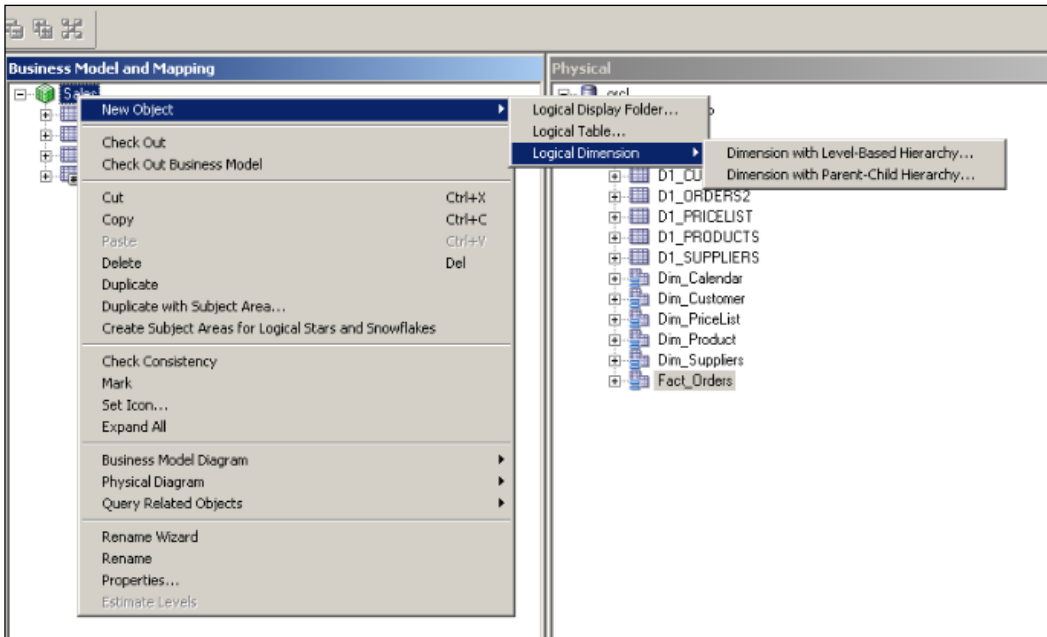 Business Model and Mapping
Sales
New Object
Check Out
Check Out Business Model
Cut Ctrl+X
Copy Ctrl+C
Paste Ctrl+V
Delete Del
Duplicate
Duplicate with Subject Area...
Create Subject Areas for Logical Stars and Snowflakes
Check Consistency
Mark
Set Icon...
Expand All
Business Model Diagram
Physical Diagram
Query Related Objects
Rename Wizard
Rename
Properties...
Estimate Levels
Logical Display Folder...
Logical Table...
Logical Dimension
Dimension with Level-Based Hierarchy...
Dimension with Parent-Child Hierarchy...
Physical
orcl
D1_ORDERS2
D1_PRICELIST
D1_PRODUCTS
D1_SUPPLIERS
Dim_Calendar
Dim_Customer
Dim_PriceList
Dim_Product
Dim_Suppliers
Fact_Orders